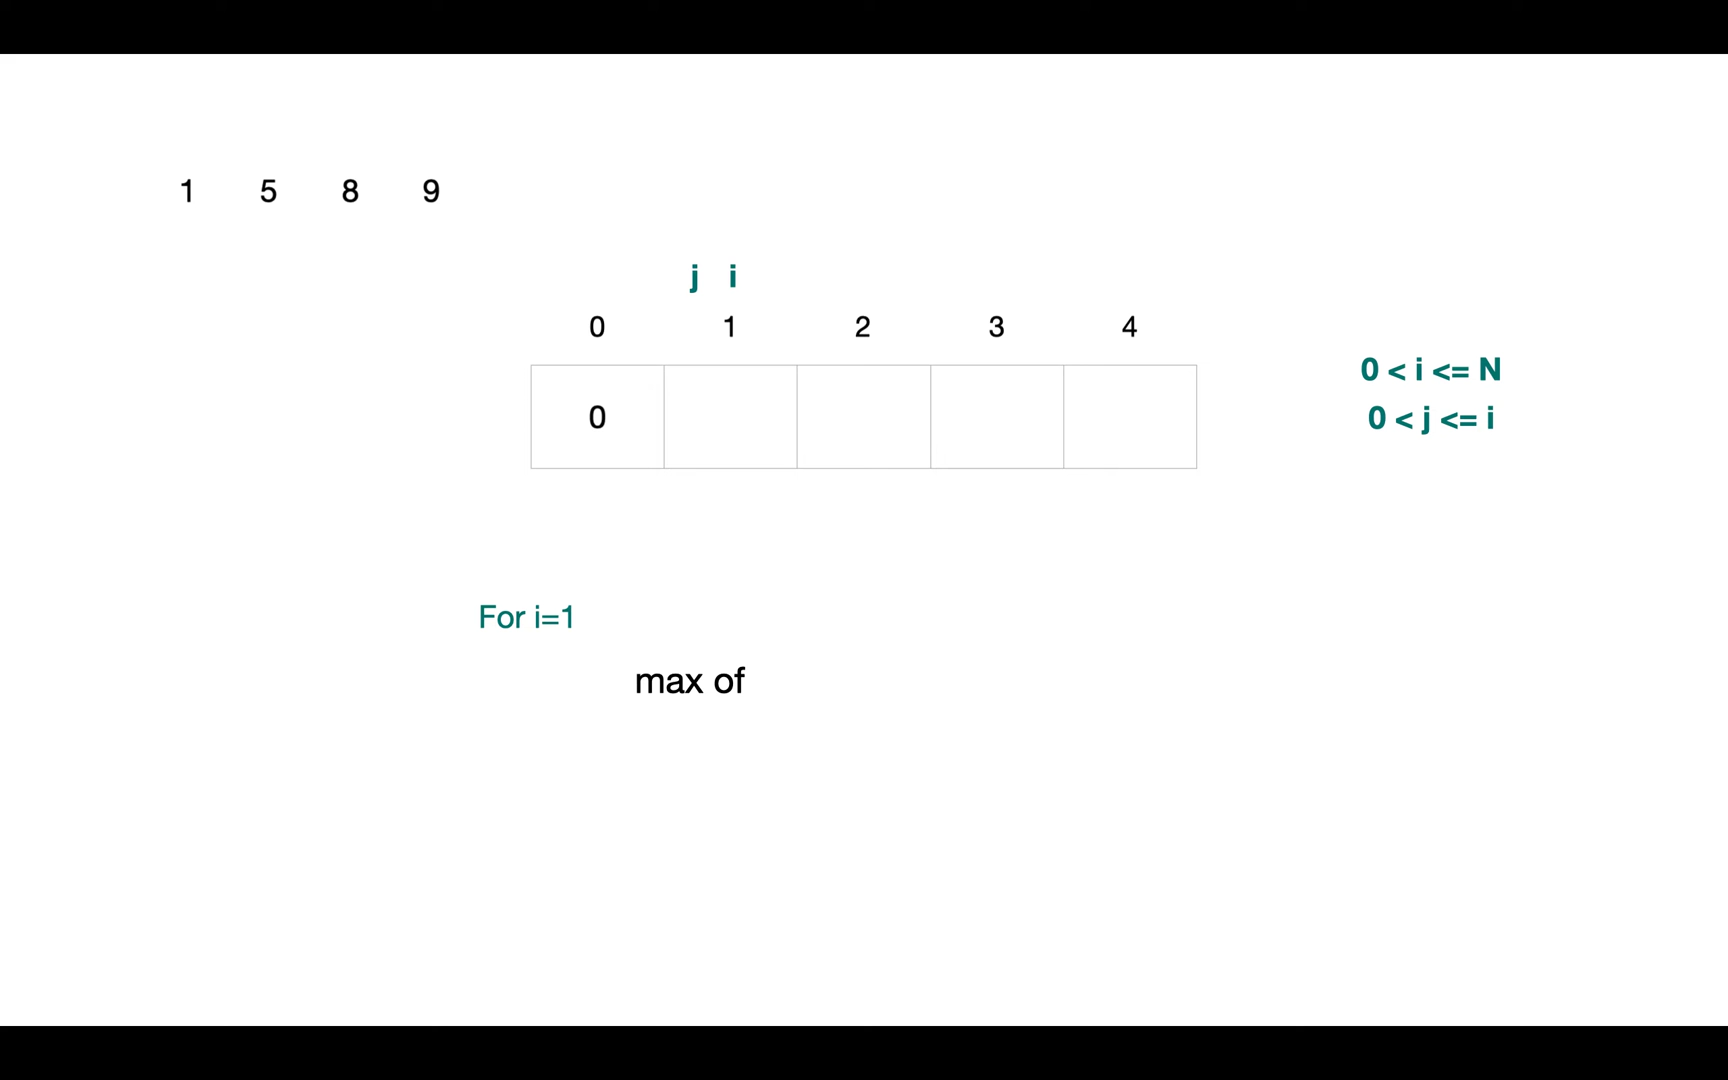 1 5 8 9
j i
0 1 2 3 4
0
0 < i <= N
0 < j <= i
For i=1
max of